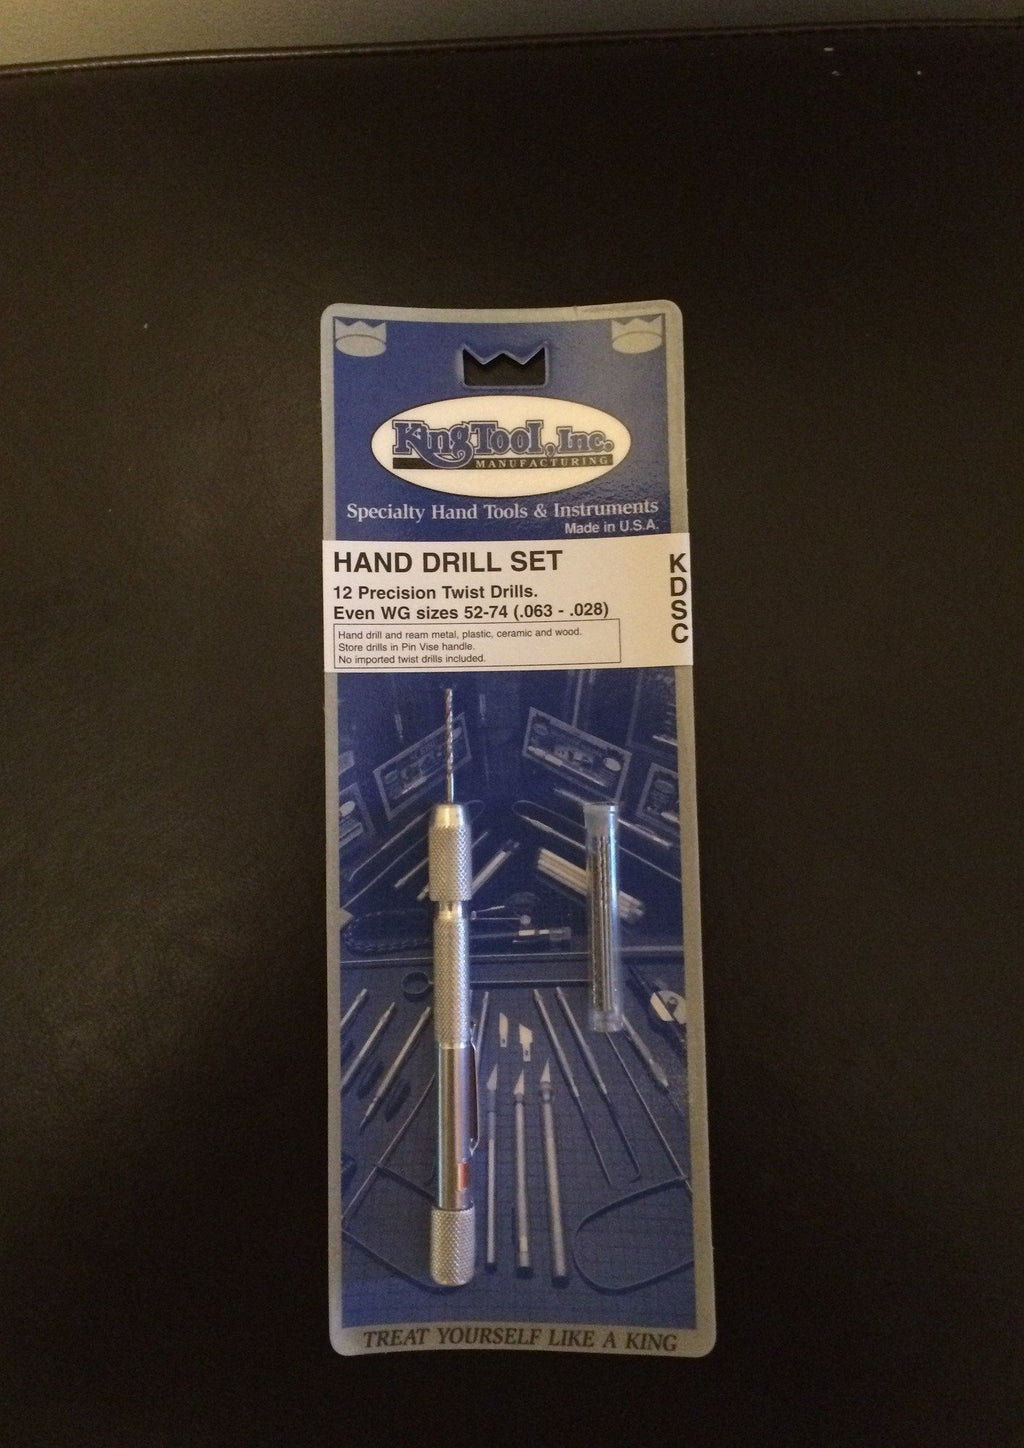 King Tool, Inc.
MANUFACTURING
Specialty Hand Tools & Instruments
Made in U.S.A.
HAND DRILL SET
12 Precision Twist Drills.
Even WG sizes 52-74 (.063 - .028)
Hand drill and ream metal, plastic, ceramic and wood.
Store drills in Pin Vise handle.
No imported twist drills included.
KDSC
TREAT YOURSELF LIKE A KING